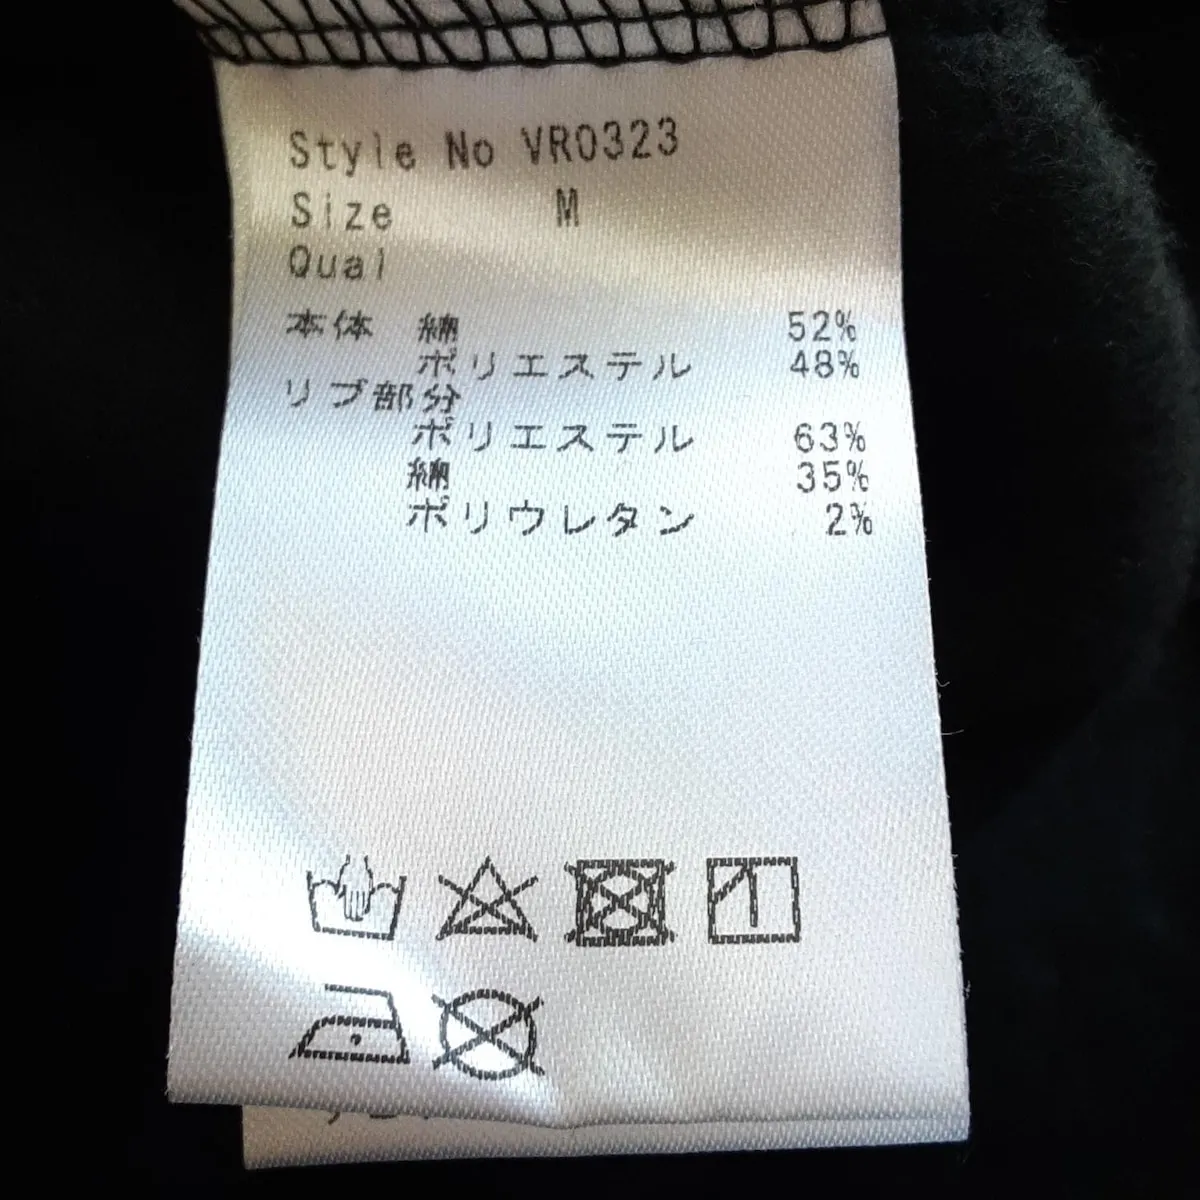 Style No VR0323
Size M
Qual
本体 綿 52%
ポリエステル 48%
リブ部分
ポリエステル 63%
綿 35%
ポリウレタン 2%